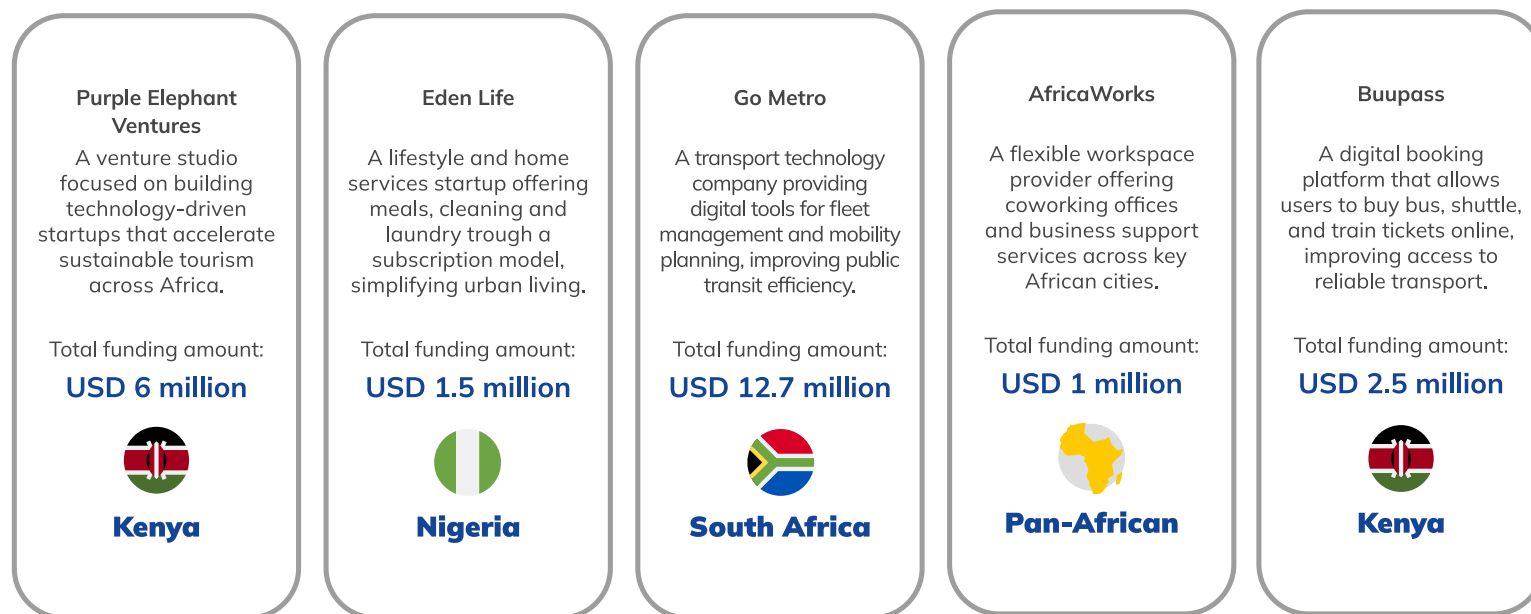 Purple Elephant
Ventures
A venture studio
focused on building
technology-driven
startups that accelerate
sustainable tourism
across Africa.
Total funding amount:
USD 6 million
Kenya
Eden Life
A lifestyle and home
services startup offering
meals, cleaning and
laundry trough a
subscription model,
simplifying urban living.
Total funding amount:
USD 1.5 million
Nigeria
Go Metro
A transport technology
company providing
digital tools for fleet
management and mobility
planning, improving public
transit efficiency.
Total funding amount:
USD 12.7 million
South Africa
AfricaWorks
A flexible workspace
provider offering
coworking offices
and business support
services across key
African cities.
Total funding amount:
USD 1 million
Pan-African
Buupass
A digital booking
platform that allows
users to buy bus, shuttle,
and train tickets online,
improving access to
reliable transport.
Total funding amount:
USD 2.5 million
Kenya